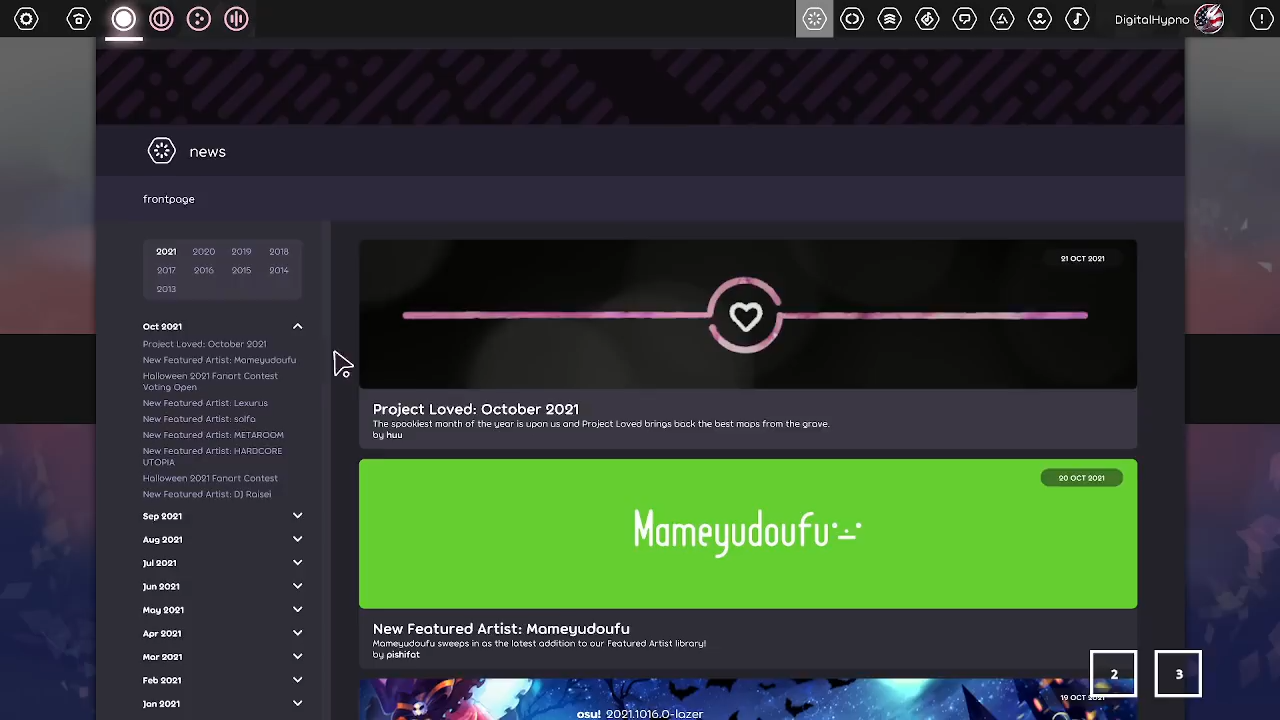 DigitalHypno
news
frontpage
2021 2020 2019 2018
2017 2016 2015 2014
2013
Oct 2021
Project Loved: October 2021
New Featured Artist: Mameyudoufu
Halloween 2021 Fanart Contest
Voting Open
New Featured Artist: Lexurus
New Featured Artist: solfa
New Featured Artist: METAROOM
New Featured Artist: HARDCORE
UTOPIA
Halloween 2021 Fanart Contest
New Featured Artist: DJ Raisei
Sep 2021
Aug 2021
Jul 2021
Jun 2021
May 2021
Apr 2021
Mar 2021
Feb 2021
Jan 2021
21 OCT 2021
Project Loved: October 2021
The spookiest month of the year is upon us and Project Loved brings back the best maps from the grave.
by huu
20 OCT 2021
Mameyudoufu
New Featured Artist: Mameyudoufu
Mameyudoufu sweeps in as the latest addition to our Featured Artist library!
by pishifat
19 OCT 2021
osu! 2021.1016.0-lazer
2 3